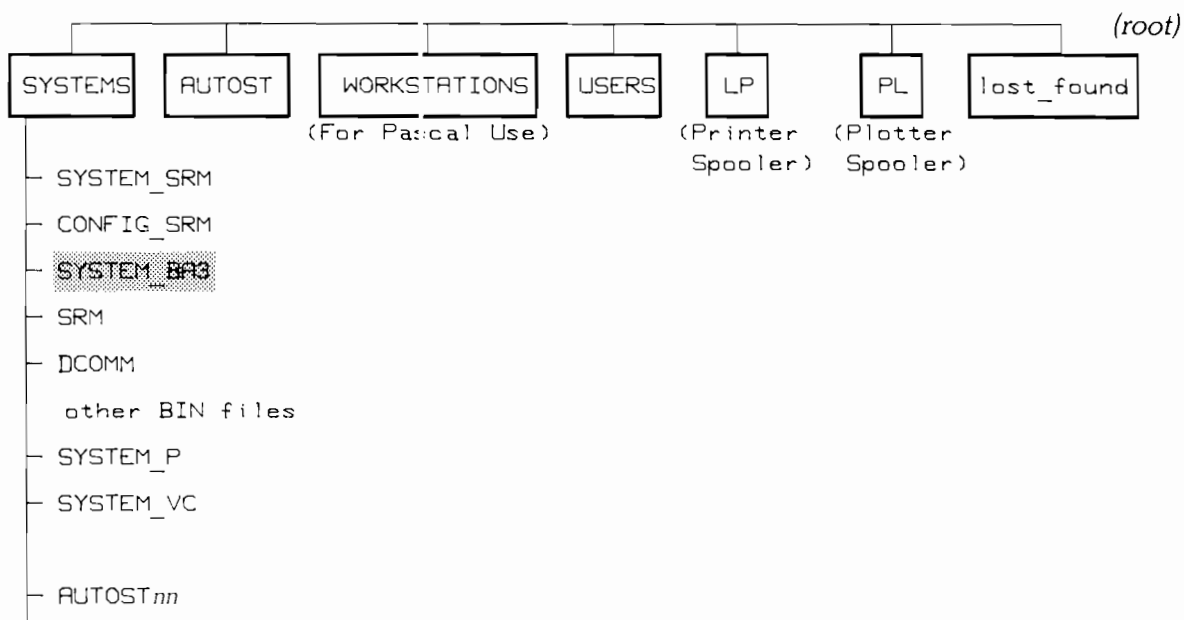 (root)
SYSTEMS AUTOST WORKSTATIONS USERS LP PL lost_found
(For Pascal Use) (Printer (Plotter
Spooler) Spooler)
SYSTEM_SRM
CONFIG_SRM
SYSTEM_BA3
SRM
DCOMM
other BIN files
SYSTEM_P
SYSTEM_VC
AUTOSTnn